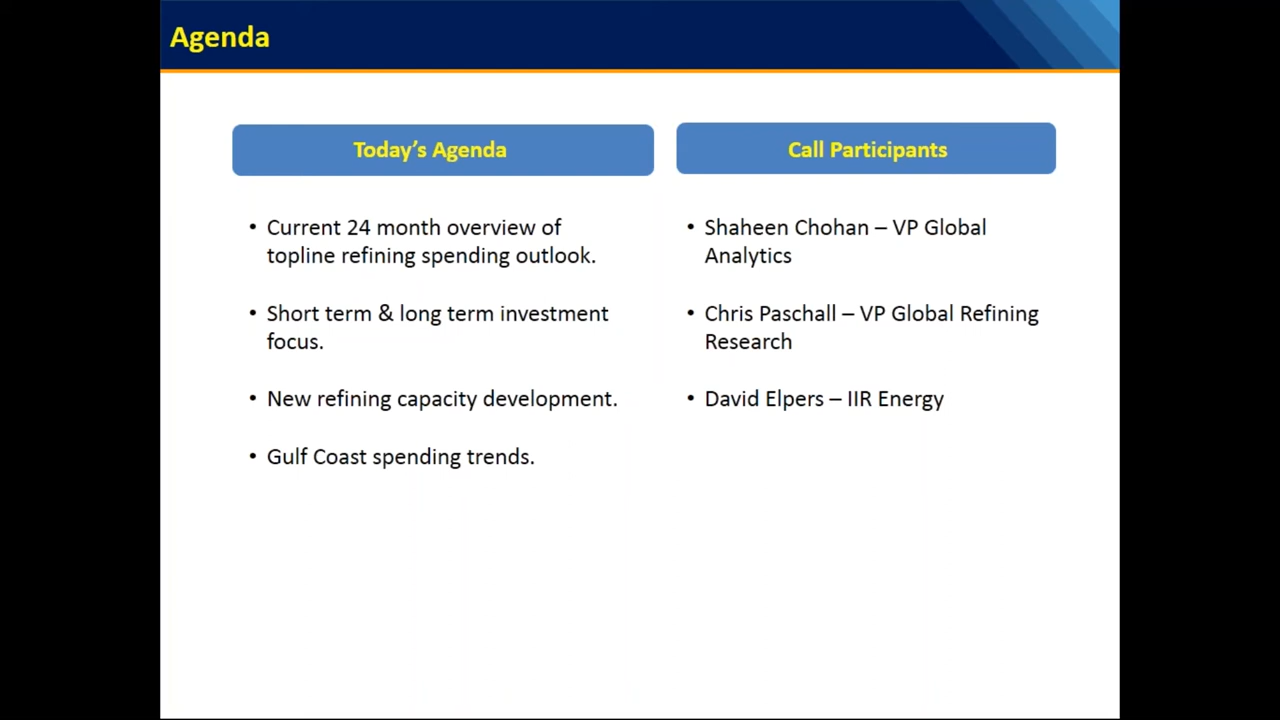 Agenda
Today’s Agenda
• Current 24 month overview of
topline refining spending outlook.
• Short term & long term investment
focus.
• New refining capacity development.
• Gulf Coast spending trends.
Call Participants
• Shaheen Chohan – VP Global
Analytics
• Chris Paschall – VP Global Refining
Research
• David Elpers – IIR Energy